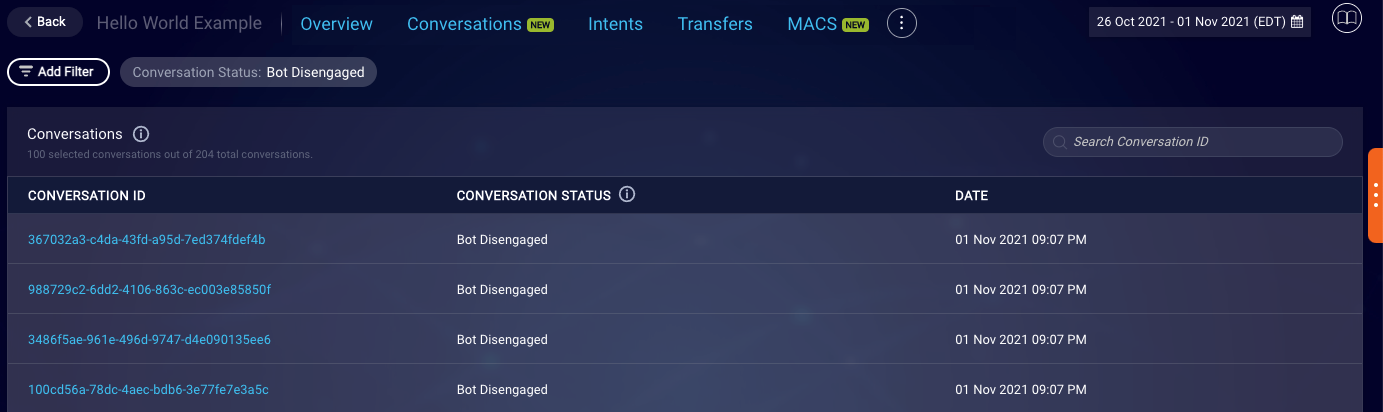 Back Hello World Example Overview Conversations NEW Intents Transfers MACS NEW 26 Oct 2021 - 01 Nov 2021 (EDT)
Add Filter Conversation Status: Bot Disengaged
Conversations
100 selected conversations out of 204 total conversations.
Search Conversation ID
CONVERSATION ID CONVERSATION STATUS DATE
367032a3-c4da-43fd-a95d-7ed374fdef4b Bot Disengaged 01 Nov 2021 09:07 PM
988729c2-6dd2-4106-863c-ec003e85850f Bot Disengaged 01 Nov 2021 09:07 PM
3486f5ae-961e-496d-9747-d4e090135ee6 Bot Disengaged 01 Nov 2021 09:07 PM
100cd56a-78dc-4aec-bdb6-3e77fe7e3a5c Bot Disengaged 01 Nov 2021 09:07 PM